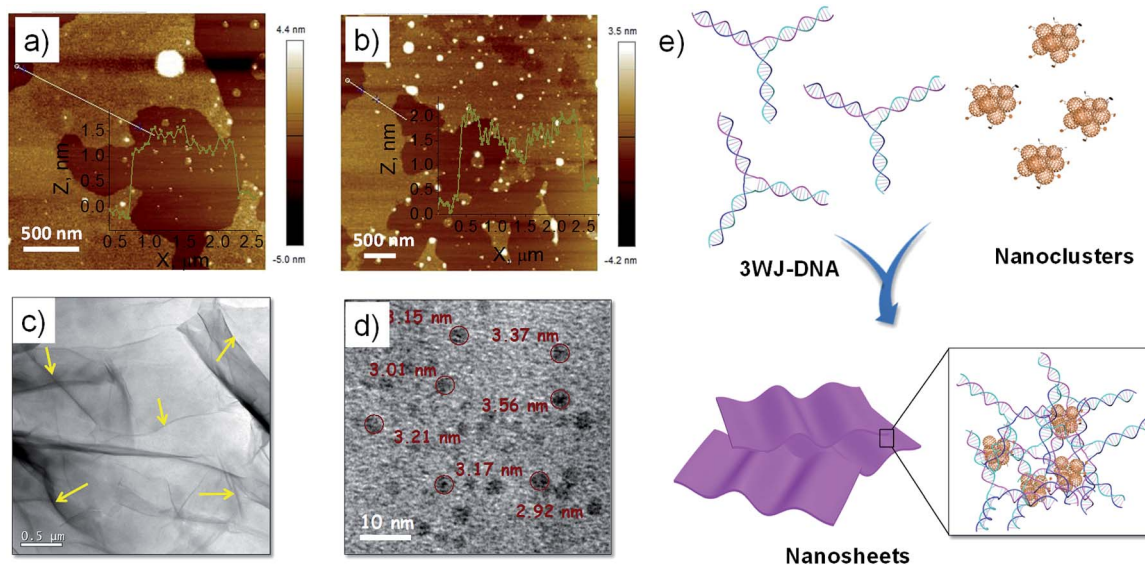 a)
4.4 nm
-5.0 nm
Z, nm
1.5
1.0
0.5
0.0
0.5 1.0 1.5 2.0 2.5
X, μm
500 nm
b)
3.5 nm
-4.2 nm
Z, nm
2.0
1.5
1.0
0.5
0.0
0.5 1.0 1.5 2.0 2.5
X, μm
500 nm
c)
0.5 μm
d)
3.15 nm
3.37 nm
3.01 nm
3.56 nm
3.21 nm
3.17 nm
2.92 nm
10 nm
e)
3WJ-DNA
Nanoclusters
Nanosheets